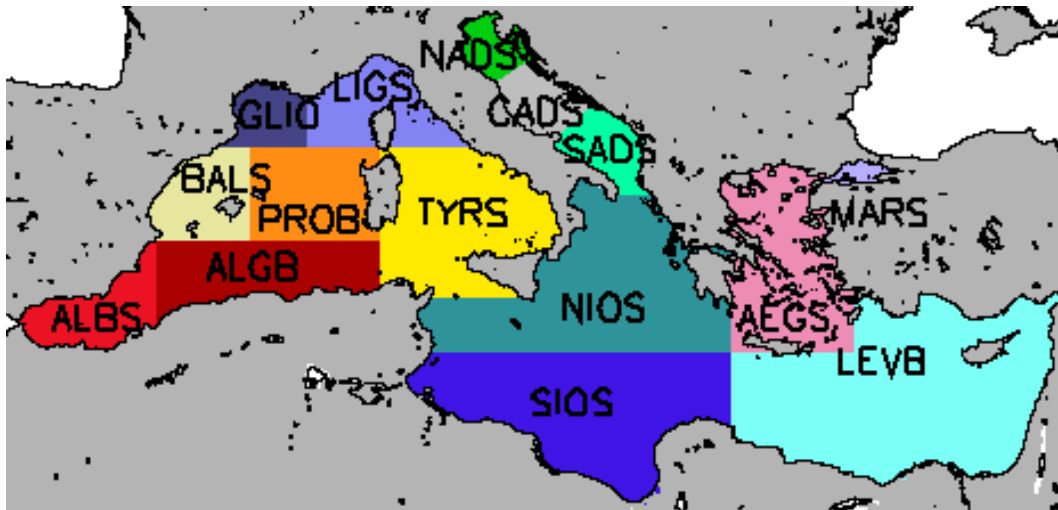 NADS
LIGS
GLIO
CADS
SADS
BALS
PROB
TYRS
MARS
ALGB
ALBS
NIOS
AEGS
LEVB
SIOS